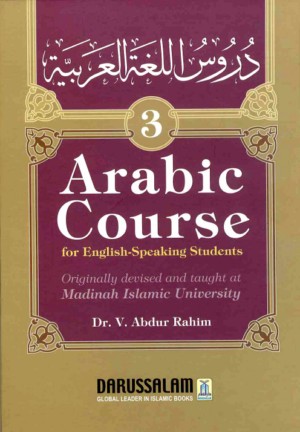 دُرُوسُ اللُّغَةِ الْعَرَبِيَّةِ
3
Arabic
Course
for English-Speaking Students
Originally devised and taught at
Madinah Islamic University
Dr. V. Abdur Rahim
DARUSSALAM
GLOBAL LEADER IN ISLAMIC BOOKS